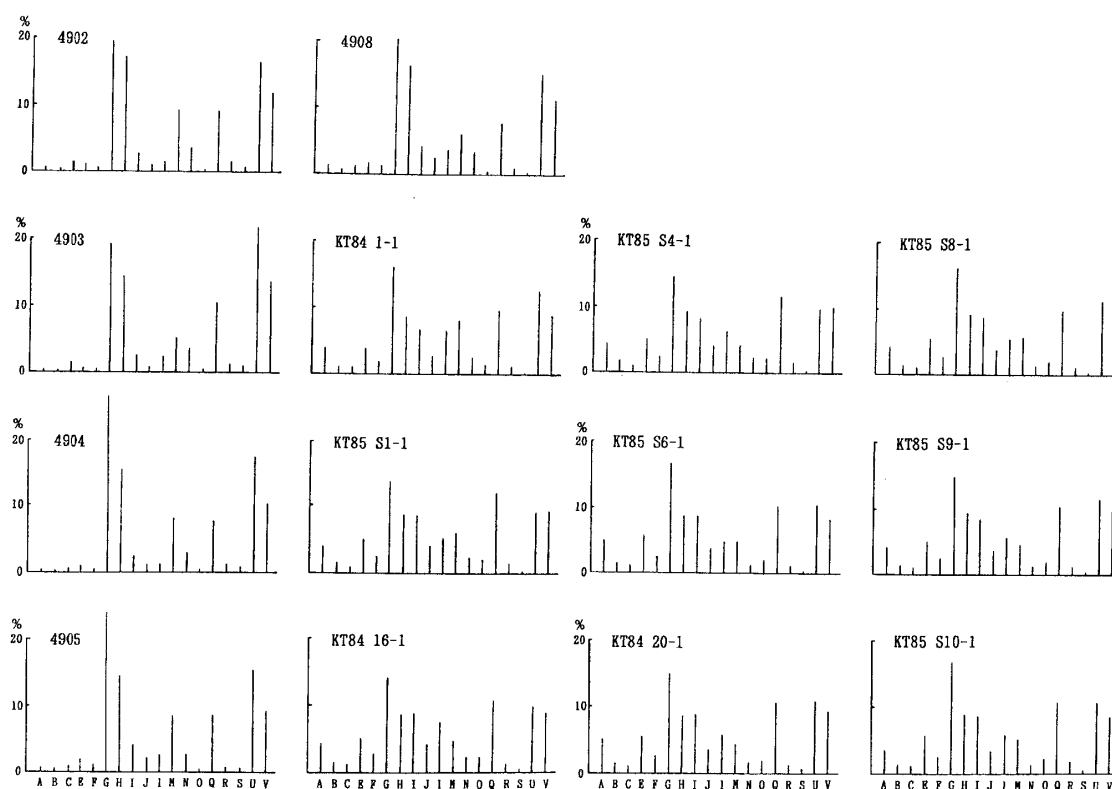 %
20
10
0
4902
4908
%
20
10
0
4903
KT84 1-1
%
20
10
0
KT85 S4-1
KT85 S8-1
%
20
10
0
4904
KT85 S1-1
%
20
10
0
KT85 S6-1
KT85 S9-1
%
20
10
0
4905
KT84 16-1
%
20
10
0
KT84 20-1
KT85 S10-1
A B C E F G H I J l M N O Q R S U V
A B C E F G H I J l M N O Q R S U V
A B C E F G H I J l M N O Q R S U V
A B C E F G H I J l M N O Q R S U V